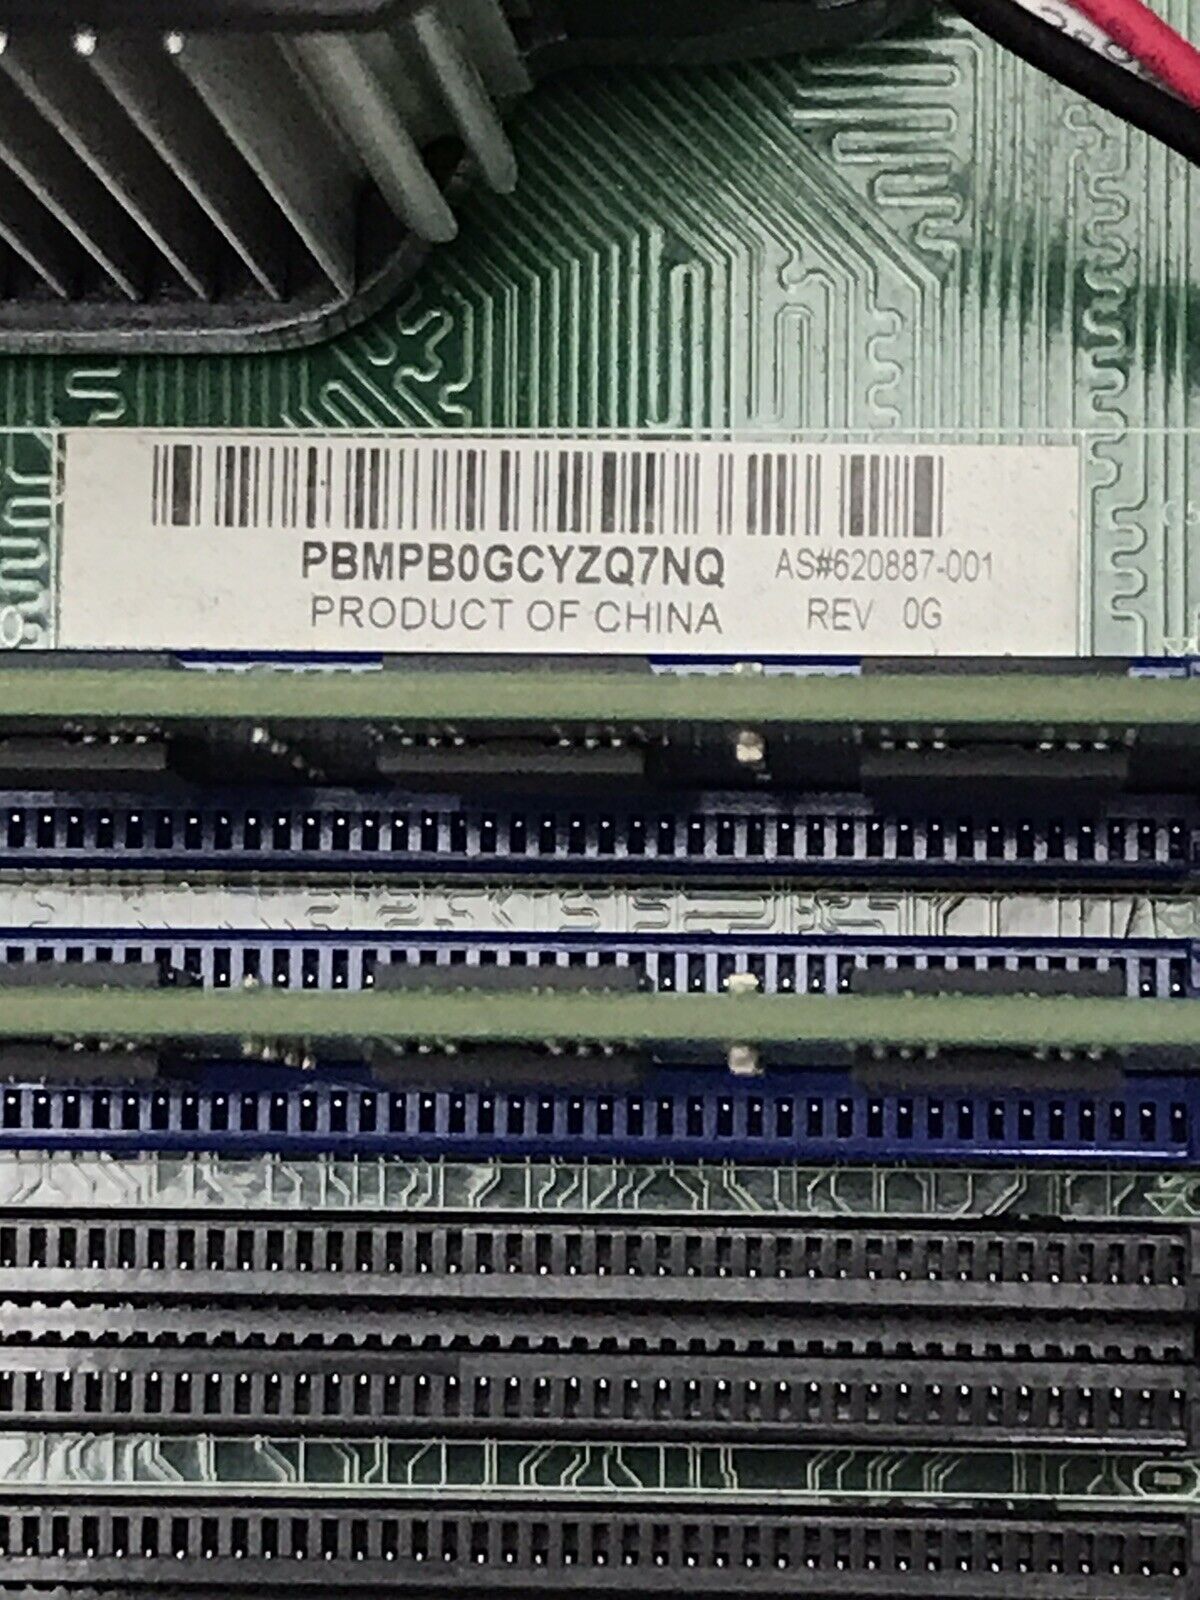 PBMPB0GCYZQ7NQ AS#620887-001
PRODUCT OF CHINA REV 0G